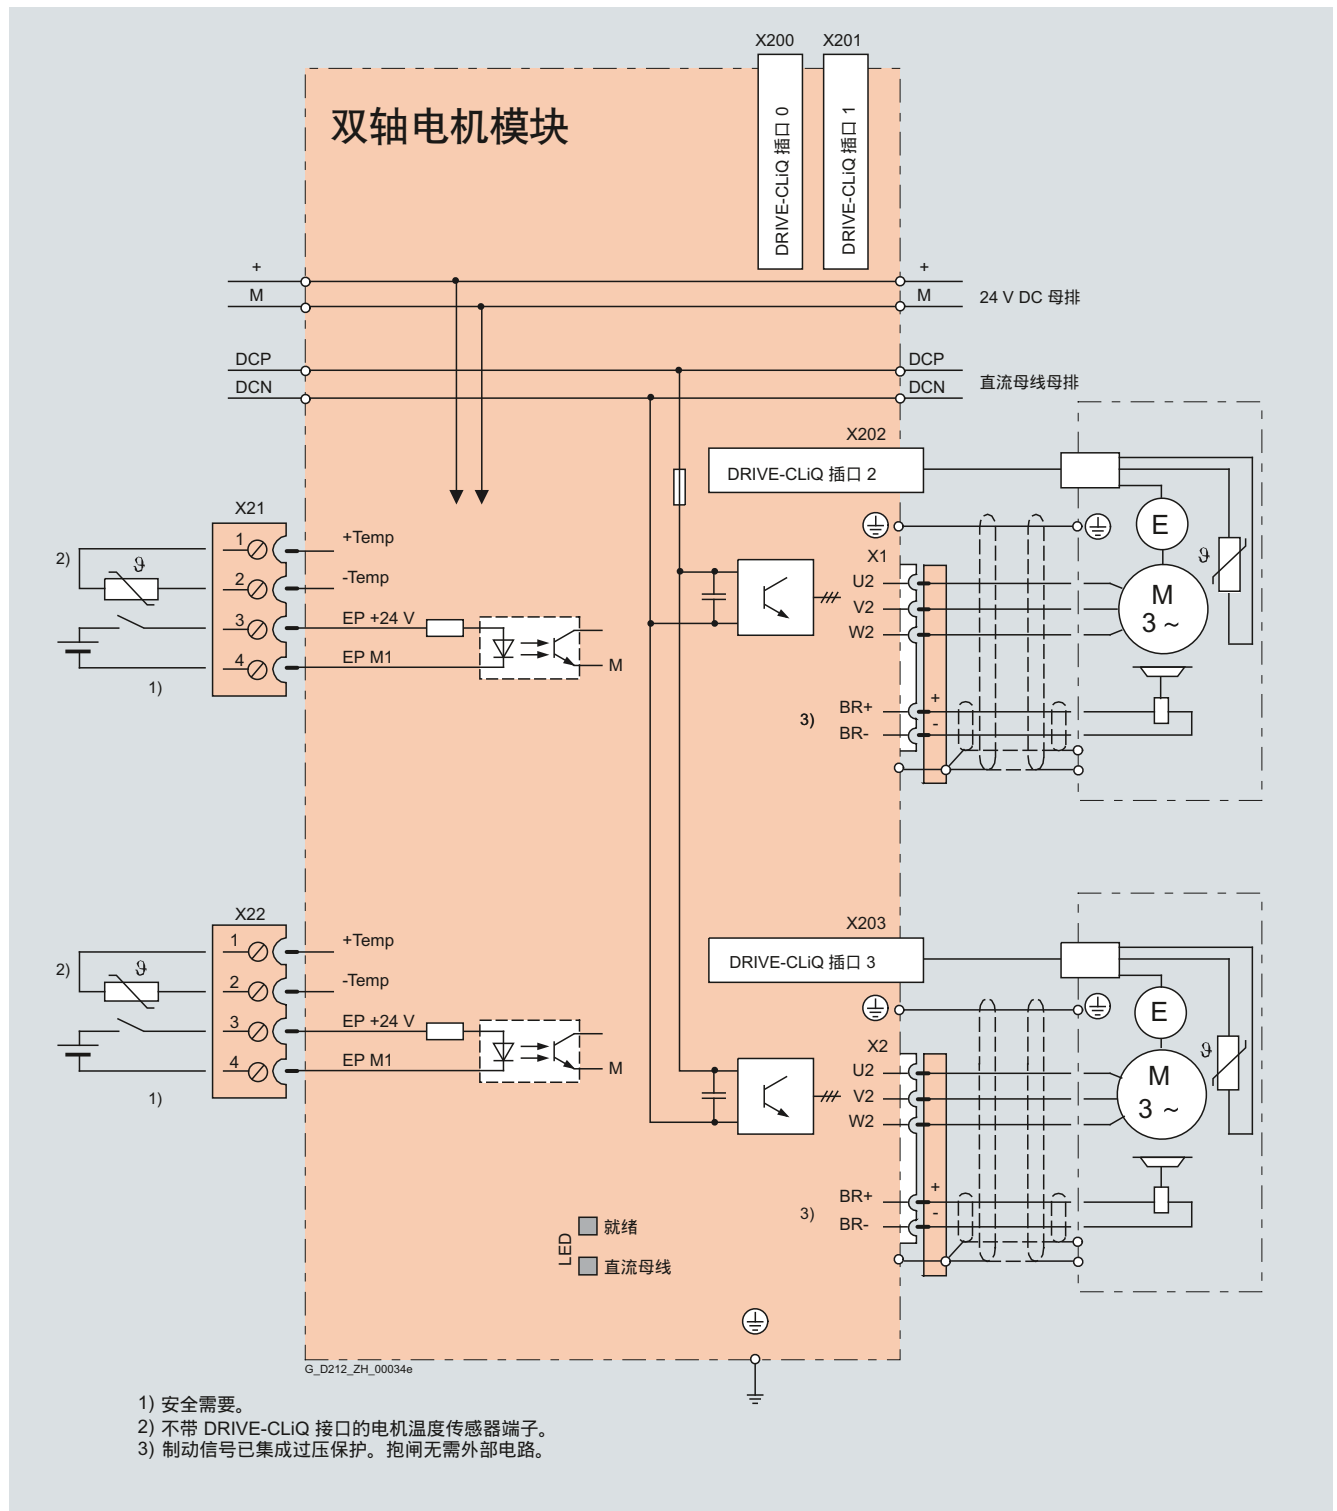 X200
X201
双轴电机模块
DRIVE-CLiQ 插口 0
DRIVE-CLiQ 插口 1
+
+
M
M
24 V DC 母排
DCP
DCP
DCN
DCN
直流母线母排
X202
DRIVE-CLiQ 插口 2
X21
2)
ϑ
1
+Temp
2
-Temp
3
EP +24 V
4
EP M1
M
1)
E
ϑ
X1
U2
V2
W2
M
3 ~
3)
BR+
+
BR-
-
X22
2)
ϑ
1
+Temp
2
-Temp
3
EP +24 V
4
EP M1
M
1)
X203
DRIVE-CLiQ 插口 3
E
ϑ
X2
U2
V2
W2
M
3 ~
3)
BR+
+
BR-
-
LED
就绪
直流母线
G_D212_ZH_00034e
1) 安全需要。
2) 不带 DRIVE-CLiQ 接口的电机温度传感器端子。
3) 制动信号已集成过压保护。抱闸无需外部电路。